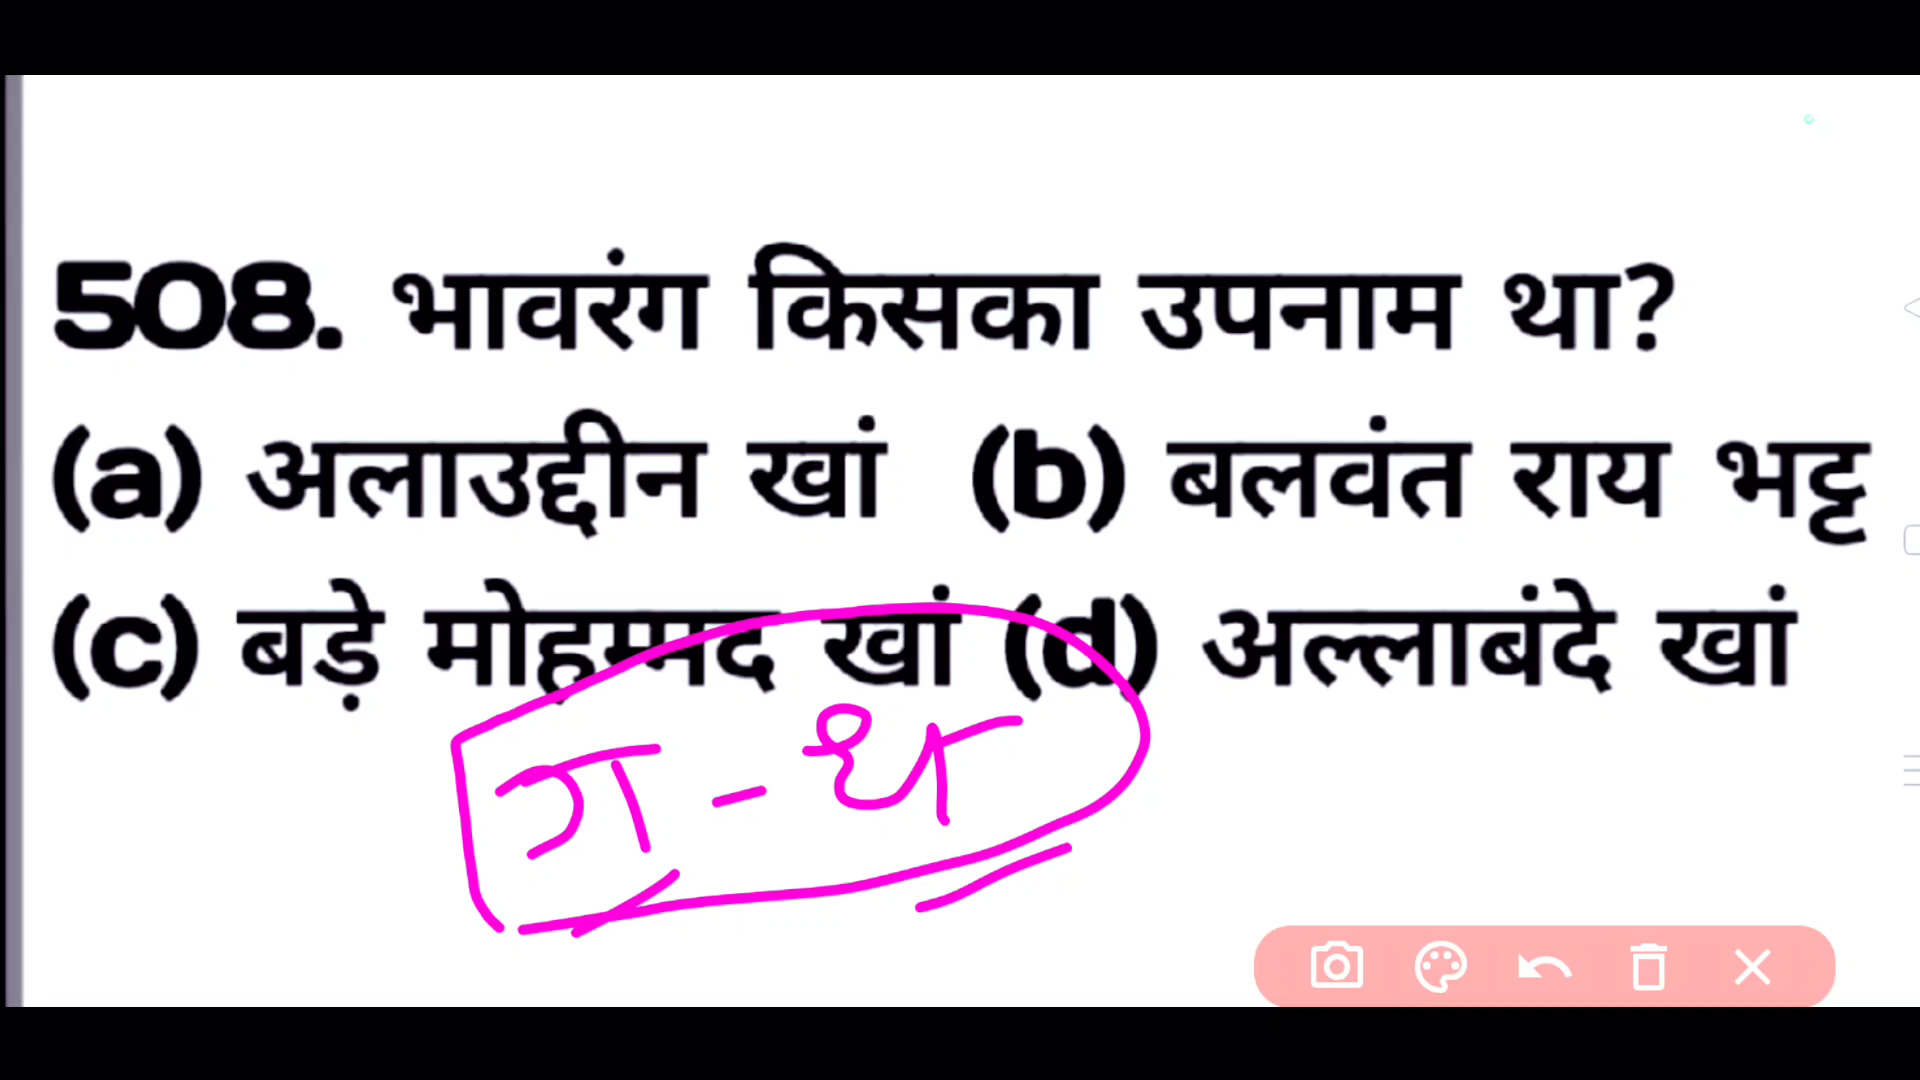 508. भावरंग किसका उपनाम था?
(a) अलाउद्दीन खां (b) बलवंत राय भट्ट
(c) बड़े मोहम्मद खां (d) अल्लाबंदे खां
ग - ध